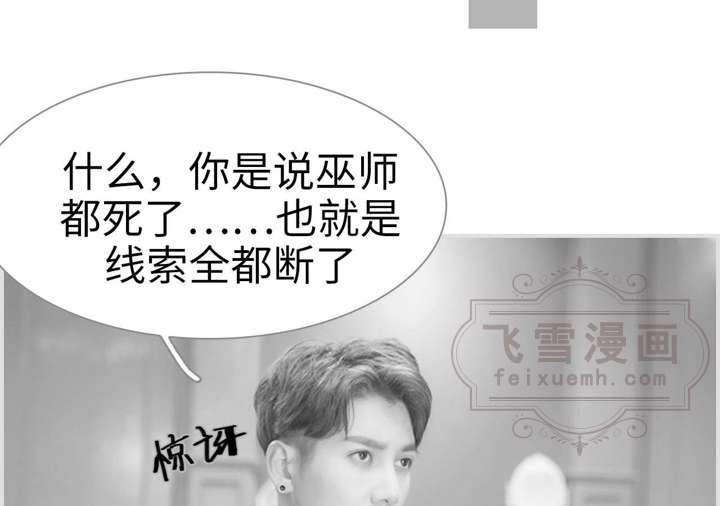 什么，你是说巫师
都死了……也就是
线索全都断了
飞雪漫画
feixuemh.com
惊讶